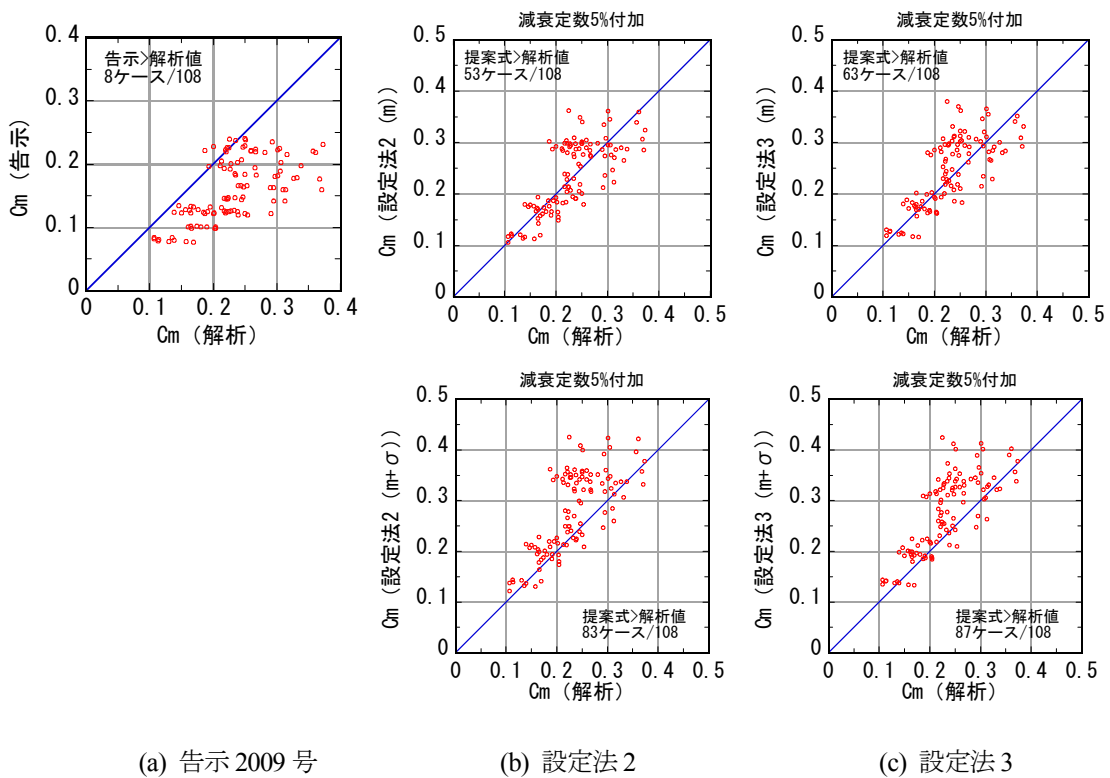 告示>解析値
8ケース/108
Cm (告示)
0.4
0.3
0.2
0.1
0
0 0.1 0.2 0.3 0.4
Cm (解析)
減衰定数5%付加
提案式>解析値
53ケース/108
Cm (設定法2 (m))
0.5
0.4
0.3
0.2
0.1
0
0 0.1 0.2 0.3 0.4 0.5
Cm (解析)
減衰定数5%付加
提案式>解析値
63ケース/108
Cm (設定法3 (m))
0.5
0.4
0.3
0.2
0.1
0
0 0.1 0.2 0.3 0.4 0.5
Cm (解析)
減衰定数5%付加
Cm (設定法2 (m+σ))
0.5
0.4
0.3
0.2
0.1
0
提案式>解析値
83ケース/108
0 0.1 0.2 0.3 0.4 0.5
Cm (解析)
減衰定数5%付加
Cm (設定法3 (m+σ))
0.5
0.4
0.3
0.2
0.1
0
提案式>解析値
87ケース/108
0 0.1 0.2 0.3 0.4 0.5
Cm (解析)
(a) 告示 2009 号
(b) 設定法 2
(c) 設定法 3